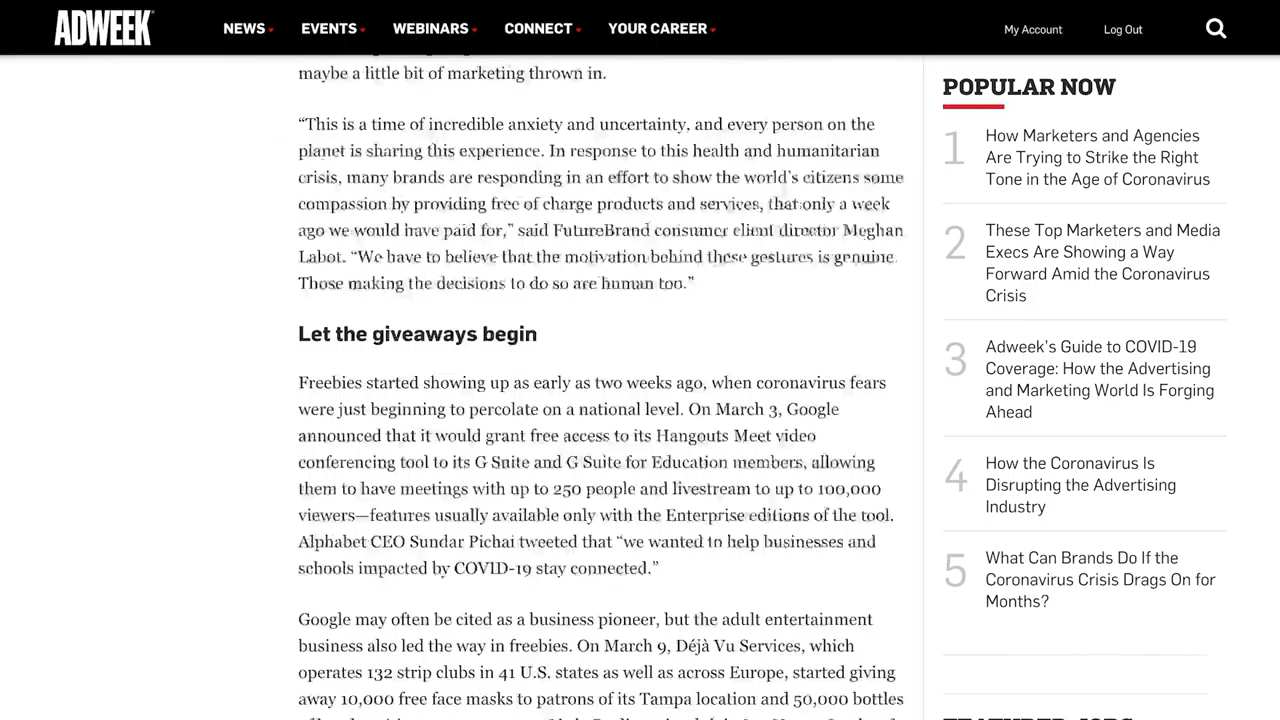 ADWEEK
NEWS
EVENTS
WEBINARS
CONNECT
YOUR CAREER
My Account
Log Out
maybe a little bit of marketing thrown in.
“This is a time of incredible anxiety and uncertainty, and every person on the
planet is sharing this experience. In response to this health and humanitarian
crisis, many brands are responding in an effort to show the world’s citizens some
compassion by providing free of charge products and services, that only a week
ago we would have paid for,” said FutureBrand consumer client director Meghan
Labot. “We have to believe that the motivation behind these gestures is genuine.
Those making the decisions to do so are human too.”
Let the giveaways begin
Freebies started showing up as early as two weeks ago, when coronavirus fears
were just beginning to percolate on a national level. On March 3, Google
announced that it would grant free access to its Hangouts Meet video
conferencing tool to its G Suite and G Suite for Education members, allowing
them to have meetings with up to 250 people and livestream to up to 100,000
viewers—features usually available only with the Enterprise editions of the tool.
Alphabet CEO Sundar Pichai tweeted that “we wanted to help businesses and
schools impacted by COVID-19 stay connected.”
Google may often be cited as a business pioneer, but the adult entertainment
business also led the way in freebies. On March 9, Déjà Vu Services, which
operates 132 strip clubs in 41 U.S. states as well as across Europe, started giving
away 10,000 free face masks to patrons of its Tampa location and 50,000 bottles
POPULAR NOW
1
How Marketers and Agencies
Are Trying to Strike the Right
Tone in the Age of Coronavirus
2
These Top Marketers and Media
Execs Are Showing a Way
Forward Amid the Coronavirus
Crisis
3
Adweek’s Guide to COVID-19
Coverage: How the Advertising
and Marketing World Is Forging
Ahead
4
How the Coronavirus Is
Disrupting the Advertising
Industry
5
What Can Brands Do If the
Coronavirus Crisis Drags On for
Months?
FEATURED JOBS